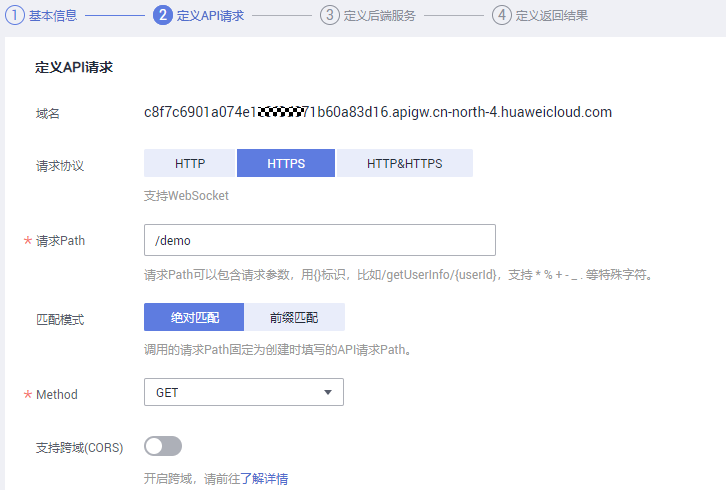 1 基本信息 2 定义API请求 3 定义后端服务 4 定义返回结果
定义API请求
域名 c8f7c6901a074e1 71b60a83d16.apigw.cn-north-4.huaweicloud.com
请求协议 HTTP HTTPS HTTP&HTTPS
支持WebSocket
* 请求Path /demo
请求Path可以包含请求参数，用{}标识，比如/getUserInfo/{userId}，支持 * % + - _ . 等特殊字符。
匹配模式 绝对匹配 前缀匹配
调用的请求Path固定为创建时填写的API请求Path。
* Method GET
支持跨域(CORS)
开启跨域，请前往了解详情